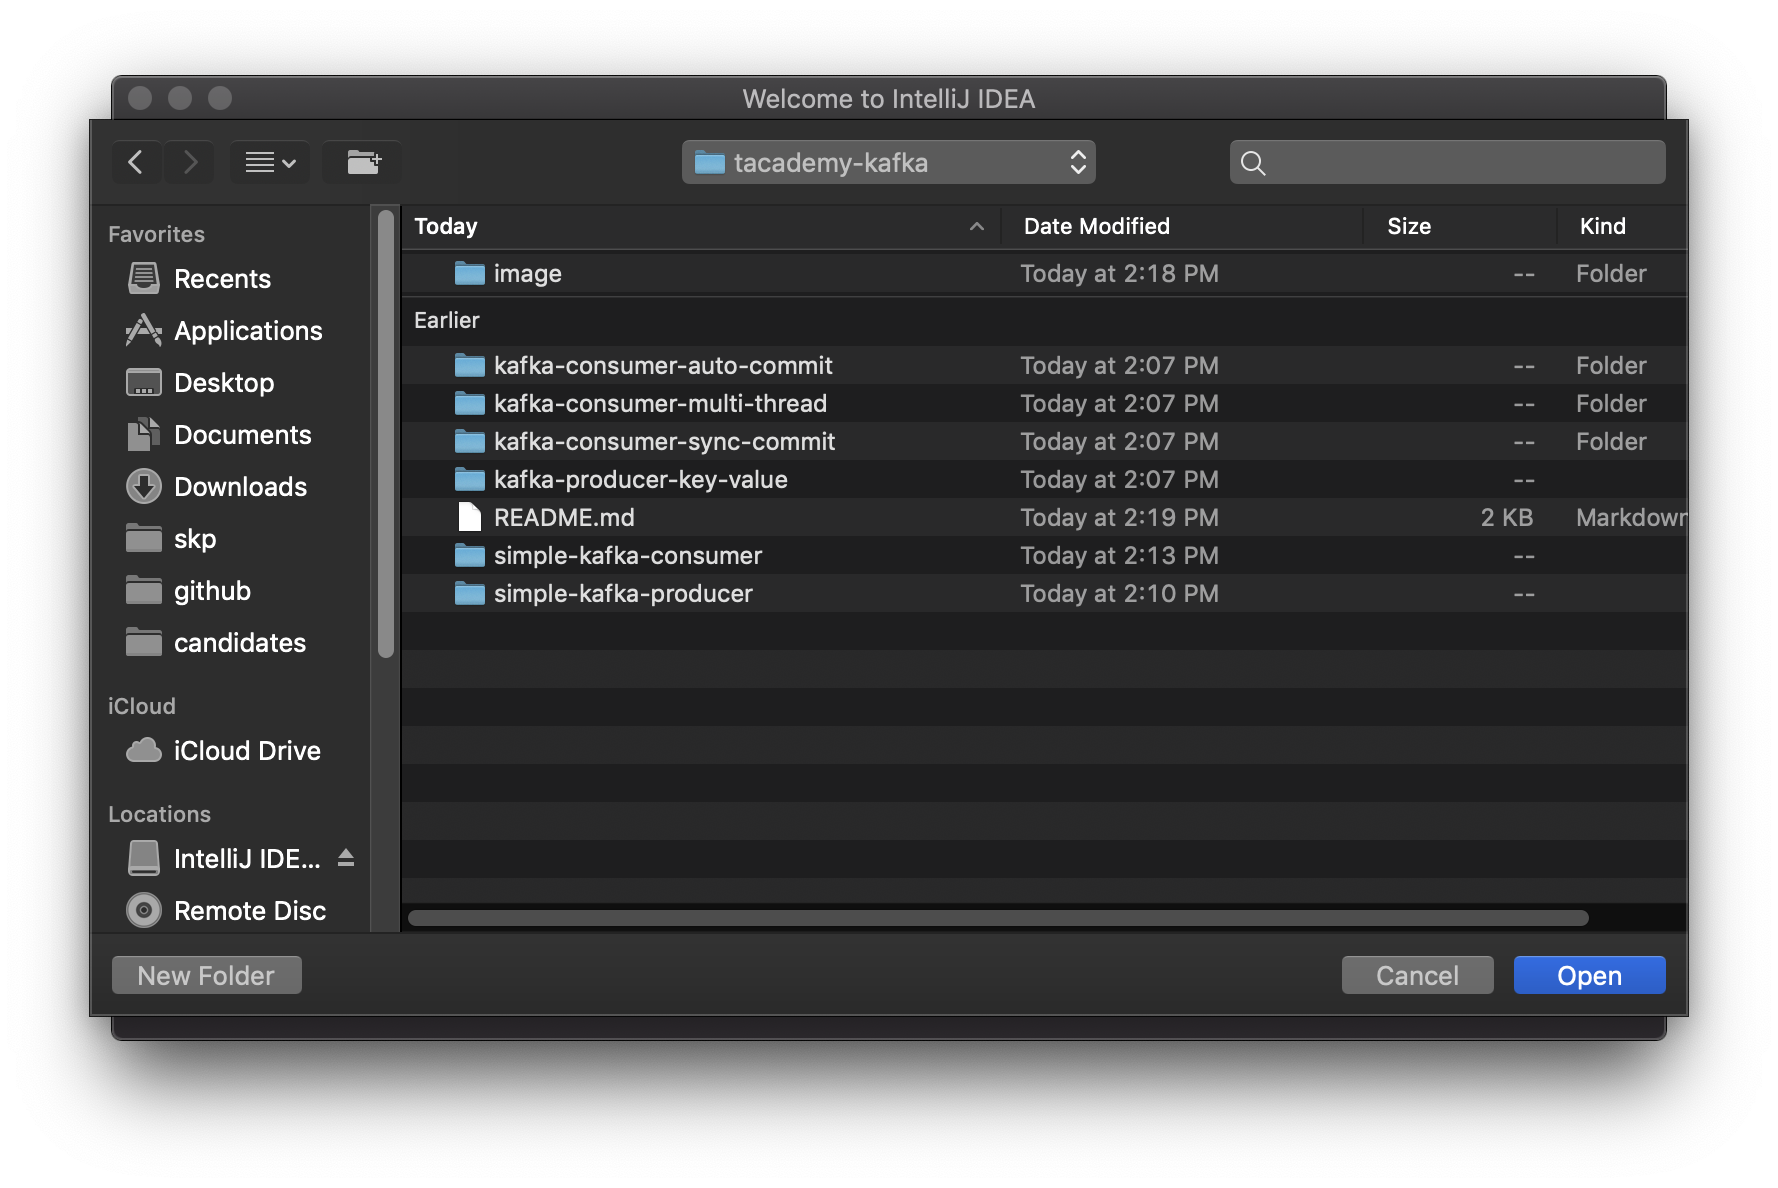 Welcome to IntelliJ IDEA
tacademy-kafka
Favorites
Recents
Applications
Desktop
Documents
Downloads
skp
github
candidates
iCloud
iCloud Drive
Locations
IntelliJ IDE...
Remote Disc
Today Date Modified Size Kind
image Today at 2:18 PM -- Folder
Earlier
kafka-consumer-auto-commit Today at 2:07 PM -- Folder
kafka-consumer-multi-thread Today at 2:07 PM -- Folder
kafka-consumer-sync-commit Today at 2:07 PM -- Folder
kafka-producer-key-value Today at 2:07 PM --
README.md Today at 2:19 PM 2 KB Markdown
simple-kafka-consumer Today at 2:13 PM --
simple-kafka-producer Today at 2:10 PM --
New Folder Cancel Open